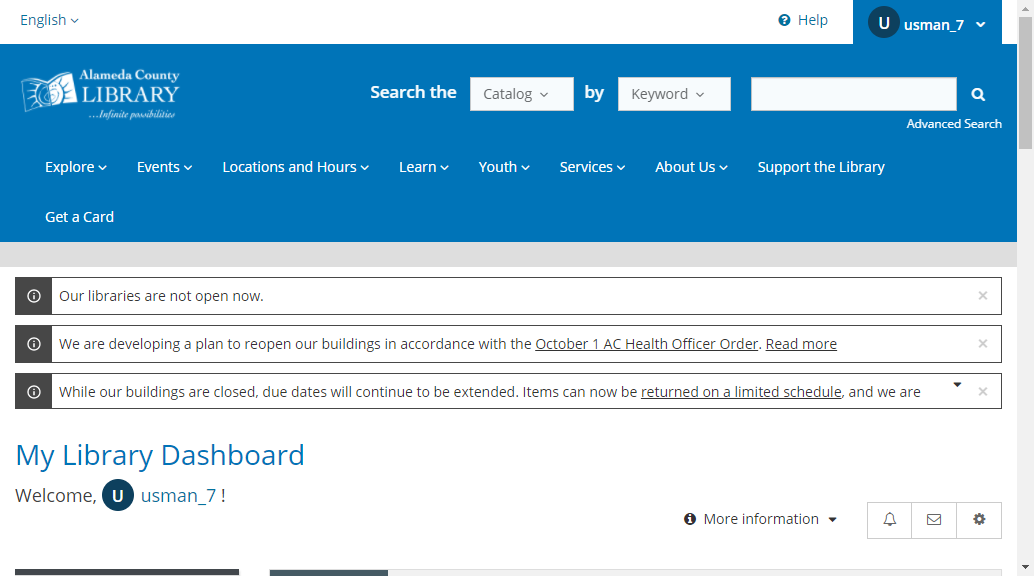 English
Help
U usman_7
Alameda County
LIBRARY
...Infinite possibilities
Search the Catalog by Keyword
Advanced Search
Explore Events Locations and Hours Learn Youth Services About Us Support the Library
Get a Card
Our libraries are not open now.
We are developing a plan to reopen our buildings in accordance with the October 1 AC Health Officer Order. Read more
While our buildings are closed, due dates will continue to be extended. Items can now be returned on a limited schedule, and we are
My Library Dashboard
Welcome, U usman_7 !
More information